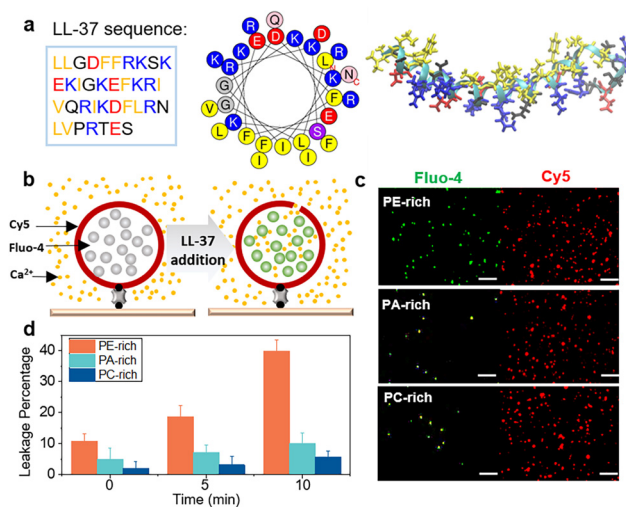 a
LL-37 sequence:
LLGDFFRKSK
EKIGKEFKRI
VQRIKDFLRN
LVPRTES
Q
R
E
D
K
D
K
K
K
L
R
K
N
K
G
F
R
G
V
K
E
L
S
F
F
F
I
I
L
I
b
Cy5
Fluo-4
Ca²⁺
LL-37
addition
c
Fluo-4
Cy5
PE-rich
PA-rich
PC-rich
d
Leakage Percentage
40
30
20
10
0
PE-rich
PA-rich
PC-rich
0
5
10
Time (min)